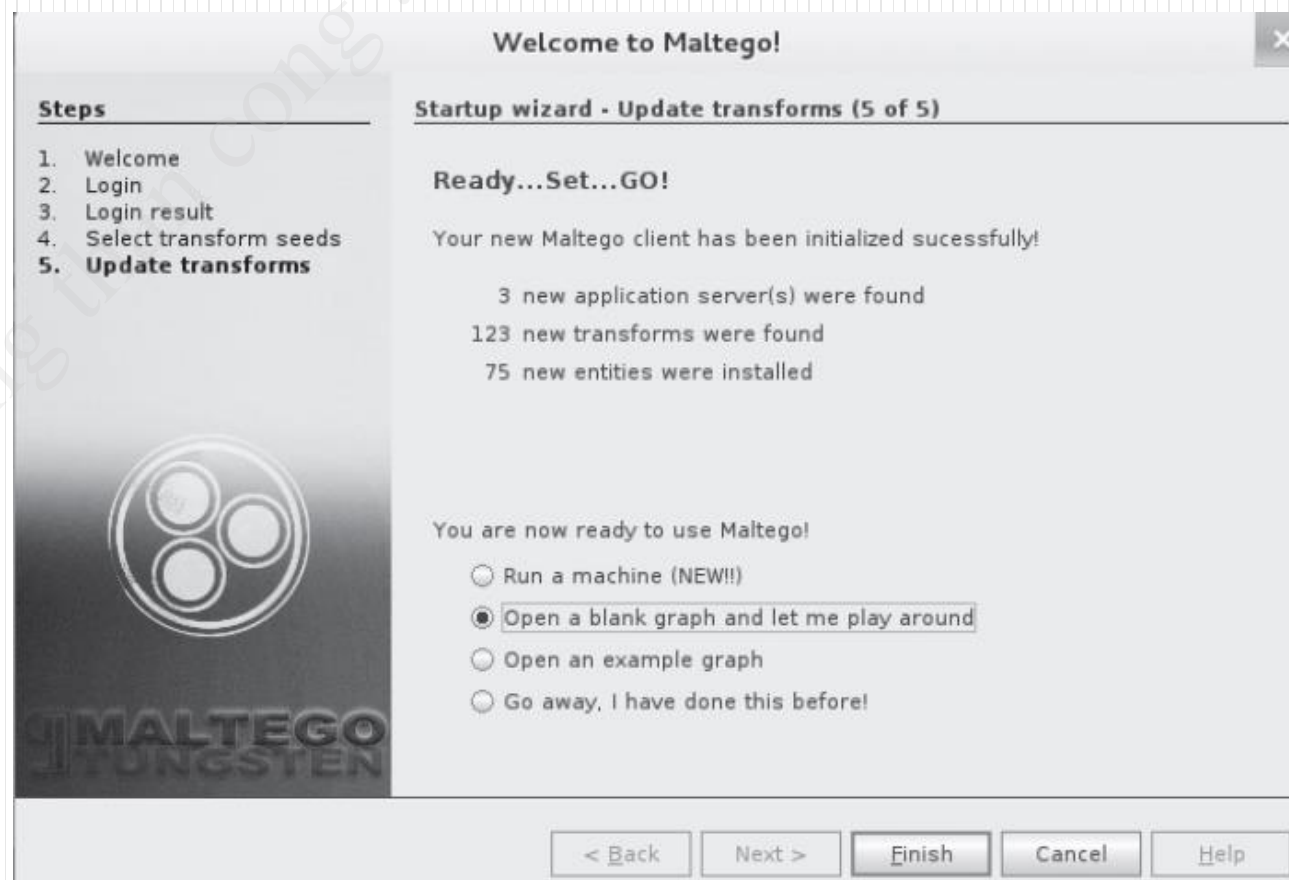 Welcome to Maltego!
Steps
1. Welcome
2. Login
3. Login result
4. Select transform seeds
5. Update transforms
Startup wizard - Update transforms (5 of 5)
Ready...Set...GO!
Your new Maltego client has been initialized sucessfully!
3 new application server(s) were found
123 new transforms were found
75 new entities were installed
You are now ready to use Maltego!
Run a machine (NEW!!)
Open a blank graph and let me play around
Open an example graph
Go away, I have done this before!
MALTEGO
TUNGSTEN
< Back
Next >
Finish
Cancel
Help